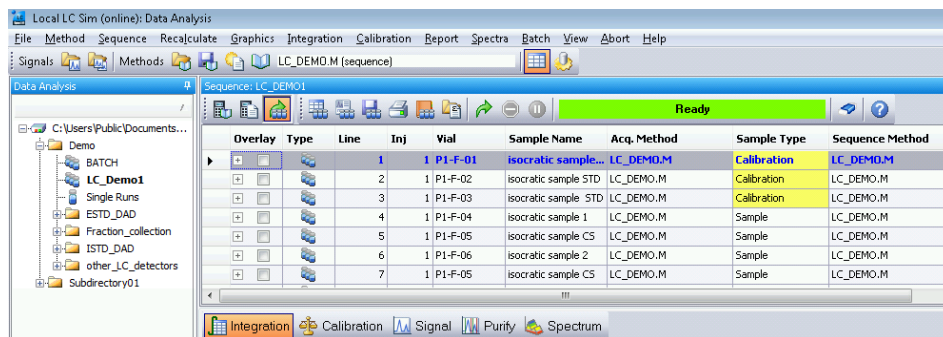 Local LC Sim (online): Data Analysis
File Method Sequence Recalculate Graphics Integration Calibration Report Spectra Batch View Abort Help
Signals Methods LC_DEMO.M (sequence)
Data Analysis
Sequence: LC_DEMO1
Ready
C:\Users\Public\Documents...
Demo
BATCH
LC_Demo1
Single Runs
ESTD_DAD
Fraction_collection
ISTD_DAD
other_LC_detectors
Subdirectory01
Overlay Type Line Inj Vial Sample Name Acq. Method Sample Type Sequence Method
1 1 P1-F-01 isocratic sample... LC_DEMO.M Calibration LC_DEMO.M
2 1 P1-F-02 isocratic sample STD LC_DEMO.M Calibration LC_DEMO.M
3 1 P1-F-03 isocratic sample STD LC_DEMO.M Calibration LC_DEMO.M
4 1 P1-F-04 isocratic sample 1 LC_DEMO.M Sample LC_DEMO.M
5 1 P1-F-05 isocratic sample CS LC_DEMO.M Sample LC_DEMO.M
6 1 P1-F-06 isocratic sample 2 LC_DEMO.M Sample LC_DEMO.M
7 1 P1-F-05 isocratic sample CS LC_DEMO.M Sample LC_DEMO.M
Integration Calibration Signal Purify Spectrum